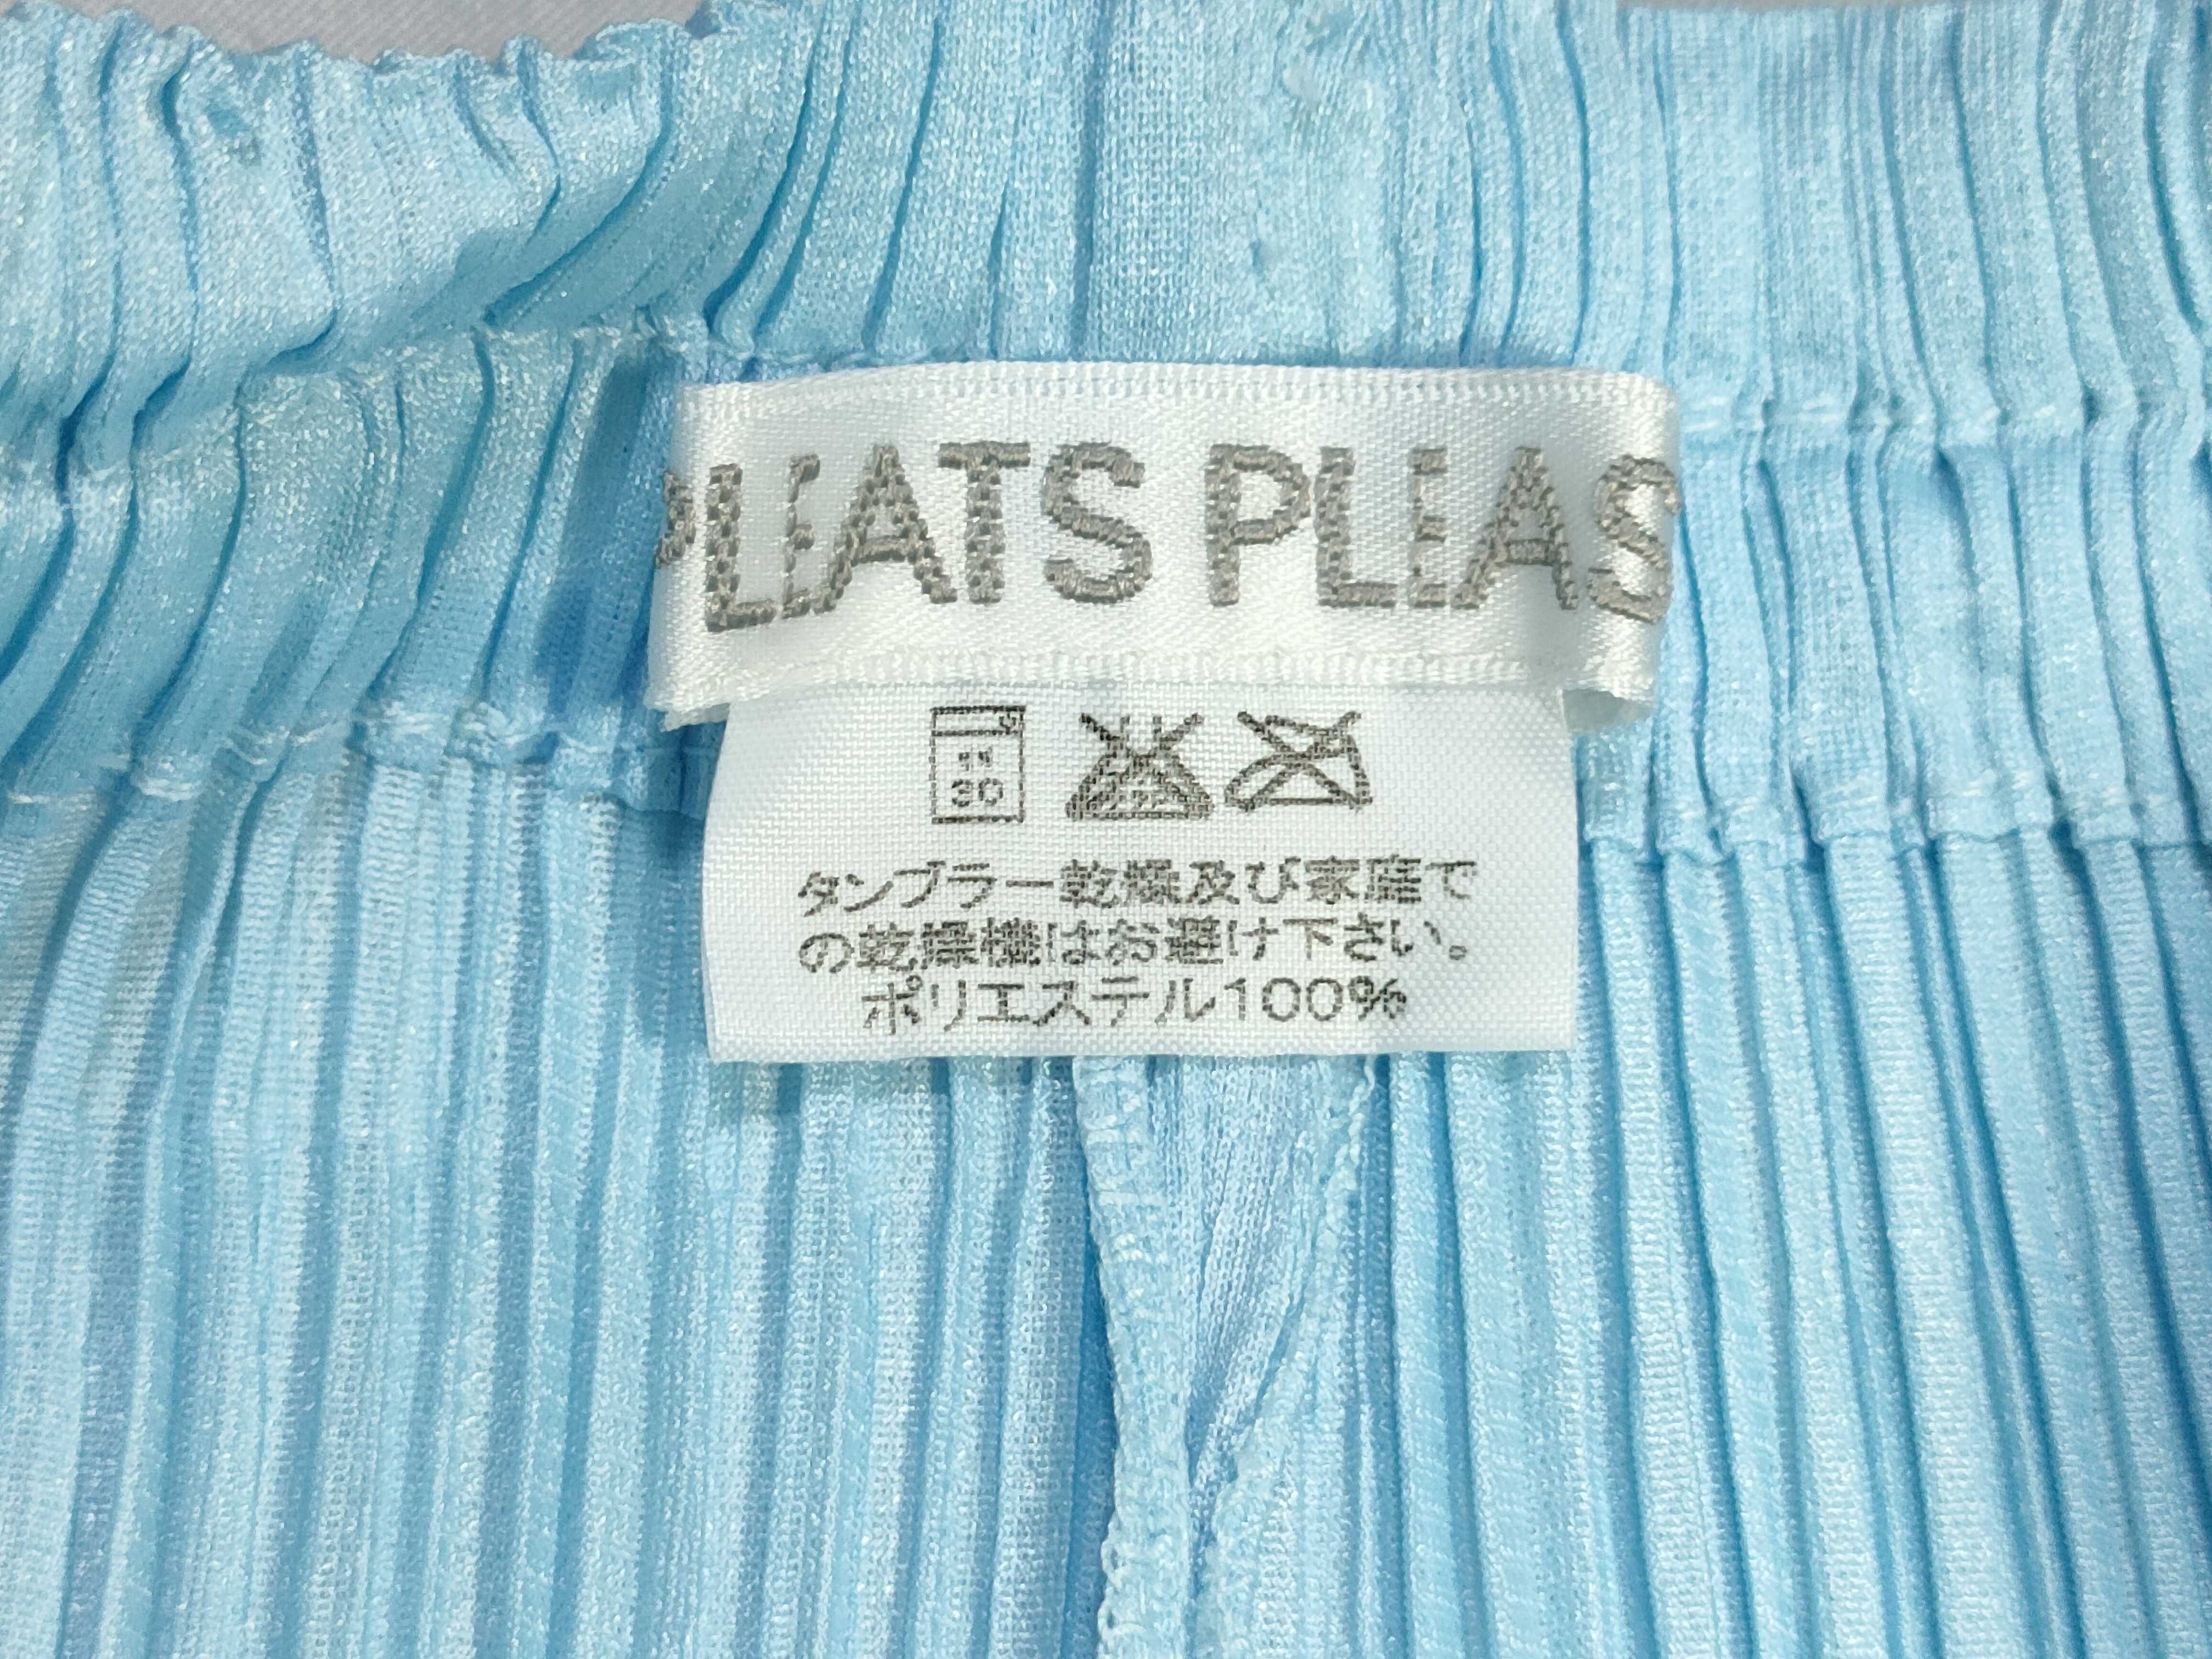 PLEATS PLEAS
弱
30
タンブラー乾燥及び家庭で
の乾燥機はお避け下さい。
ポリエステル100%